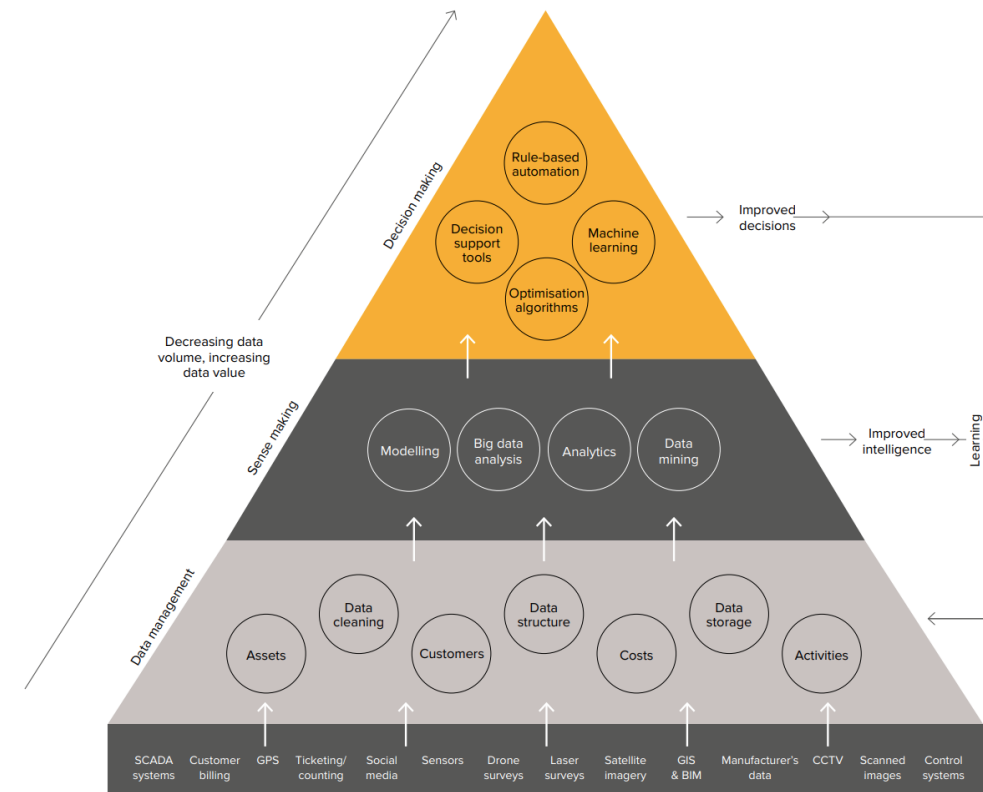 Rule-based
automation
Decision making
Decision
support
tools
Machine
learning
Improved
decisions
Optimisation
algorithms
Decreasing data
volume, increasing
data value
Sense making
Modelling
Big data
analysis
Analytics
Data
mining
Improved
intelligence
Learning
Data management
Assets
Data
cleaning
Customers
Data
structure
Costs
Data
storage
Activities
SCADA
systems
Customer
billing
GPS
Ticketing/
counting
Social
media
Sensors
Drone
surveys
Laser
surveys
Satellite
imagery
GIS
& BIM
Manufacturer's
data
CCTV
Scanned
images
Control
systems